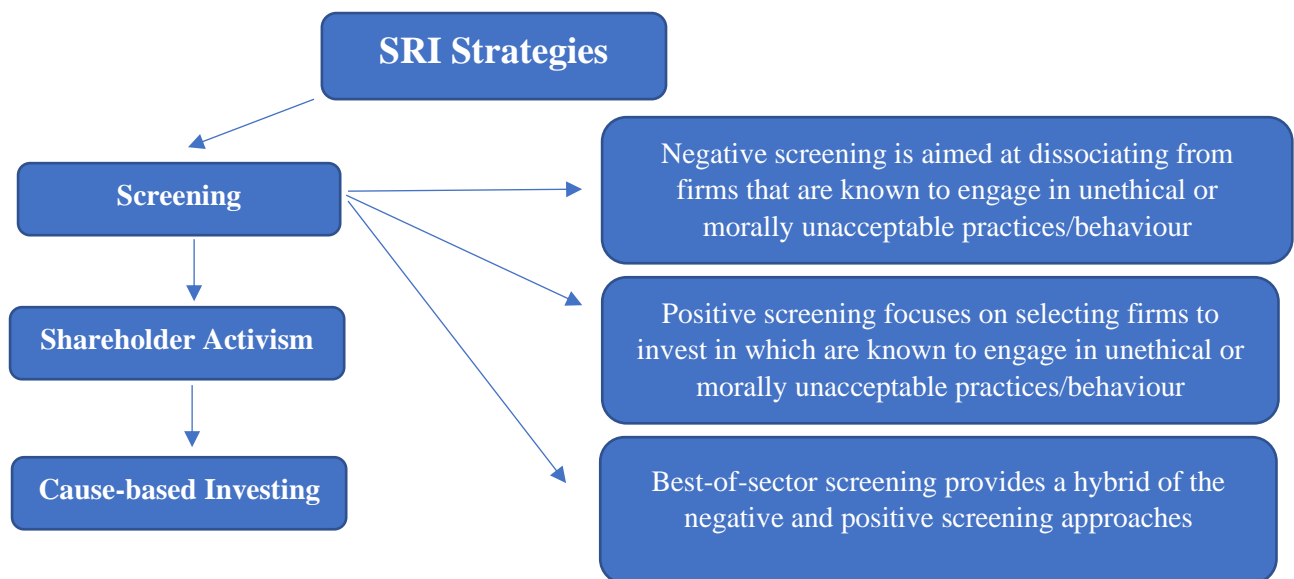 SRI Strategies
Screening
Shareholder Activism
Cause-based Investing
Negative screening is aimed at dissociating from
firms that are known to engage in unethical or
morally unacceptable practices/behaviour
Positive screening focuses on selecting firms to
invest in which are known to engage in unethical or
morally unacceptable practices/behaviour
Best-of-sector screening provides a hybrid of the
negative and positive screening approaches